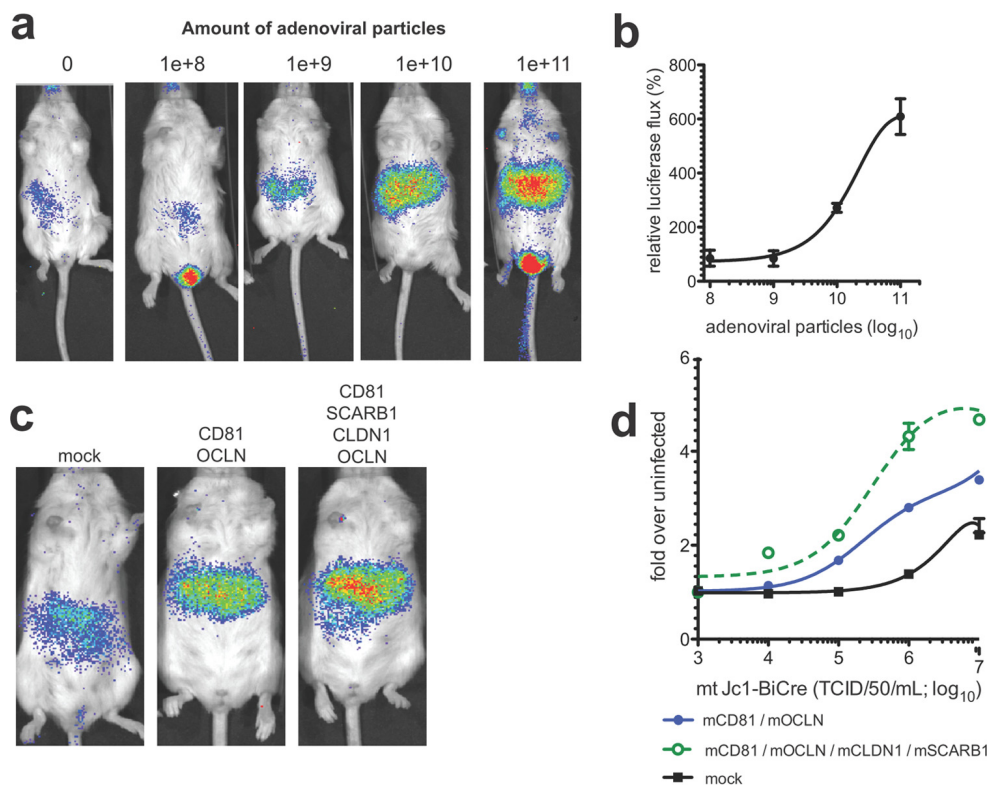 a
Amount of adenoviral particles
0
1e+8
1e+9
1e+10
1e+11
b
800
600
400
200
0
relative luciferase flux (%)
8
9
10
11
adenoviral particles (log10)
c
mock
CD81
OCLN
CD81
SCARB1
CLDN1
OCLN
d
6
4
2
0
fold over uninfected
3
4
5
6
7
mt Jc1-BiCre (TCID/50/mL; log10)
mCD81 / mOCLN
mCD81 / mOCLN / mCLDN1 / mSCARB1
mock